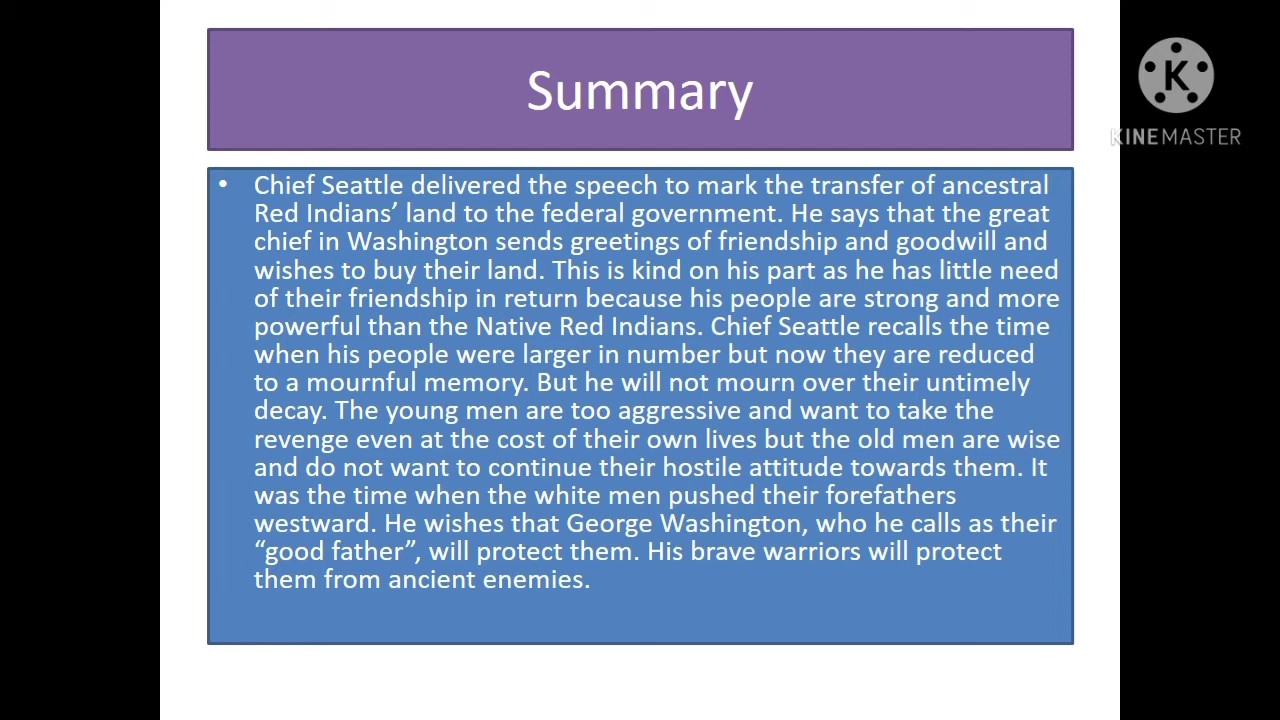 Summary
K
KINEMASTER
• Chief Seattle delivered the speech to mark the transfer of ancestral
Red Indians’ land to the federal government. He says that the great
chief in Washington sends greetings of friendship and goodwill and
wishes to buy their land. This is kind on his part as he has little need
of their friendship in return because his people are strong and more
powerful than the Native Red Indians. Chief Seattle recalls the time
when his people were larger in number but now they are reduced
to a mournful memory. But he will not mourn over their untimely
decay. The young men are too aggressive and want to take the
revenge even at the cost of their own lives but the old men are wise
and do not want to continue their hostile attitude towards them. It
was the time when the white men pushed their forefathers
westward. He wishes that George Washington, who he calls as their
“good father”, will protect them. His brave warriors will protect
them from ancient enemies.